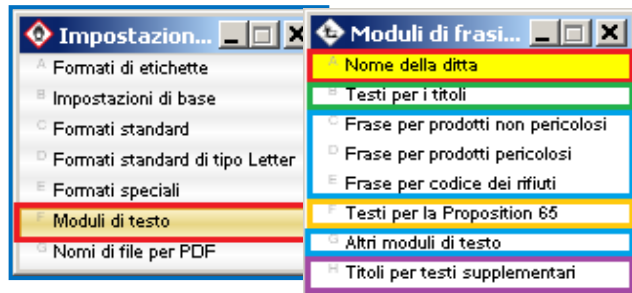 Impostazion...
A Formati di etichette
B Impostazioni di base
C Formati standard
D Formati standard di tipo Letter
E Formati speciali
F Moduli di testo
G Nomi di file per PDF
Moduli di frasi...
A Nome della ditta
B Testi per i titoli
C Frase per prodotti non pericolosi
D Frase per prodotti pericolosi
E Frase per codice dei rifiuti
F Testi per la Proposition 65
G Altri moduli di testo
H Titoli per testi supplementari